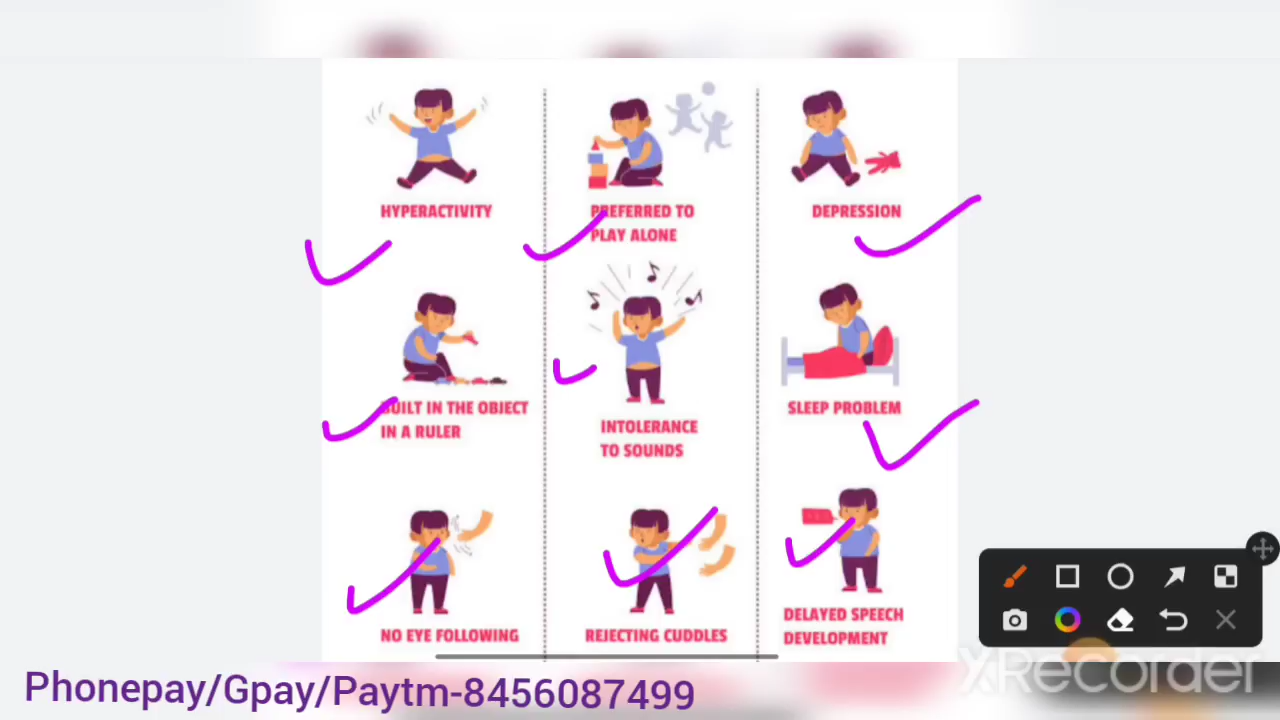 HYPERACTIVITY
PREFERRED TO
PLAY ALONE
DEPRESSION
BUILT IN THE OBJECT
IN A RULER
INTOLERANCE
TO SOUNDS
SLEEP PROBLEM
NO EYE FOLLOWING
REJECTING CUDDLES
DELAYED SPEECH
DEVELOPMENT
XRecorder
Phonepay/Gpay/Paytm-8456087499